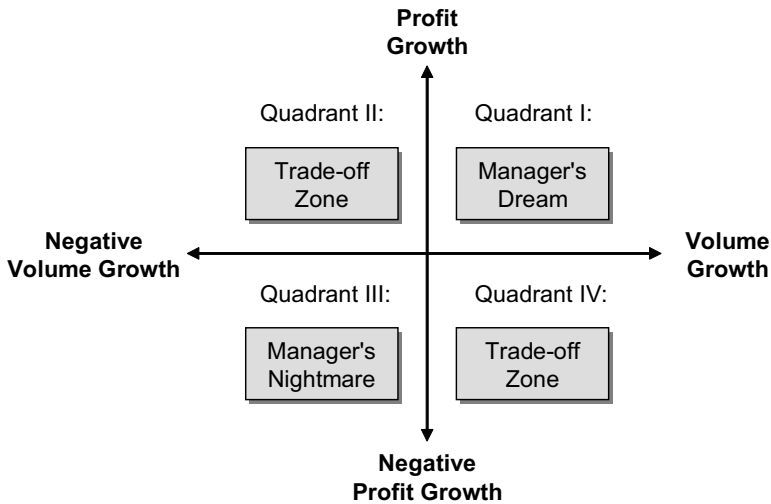 Profit
Growth
Quadrant II:
Quadrant I:
Trade-off
Zone
Manager's
Dream
Negative
Volume Growth
Volume
Growth
Quadrant III:
Quadrant IV:
Manager's
Nightmare
Trade-off
Zone
Negative
Profit Growth